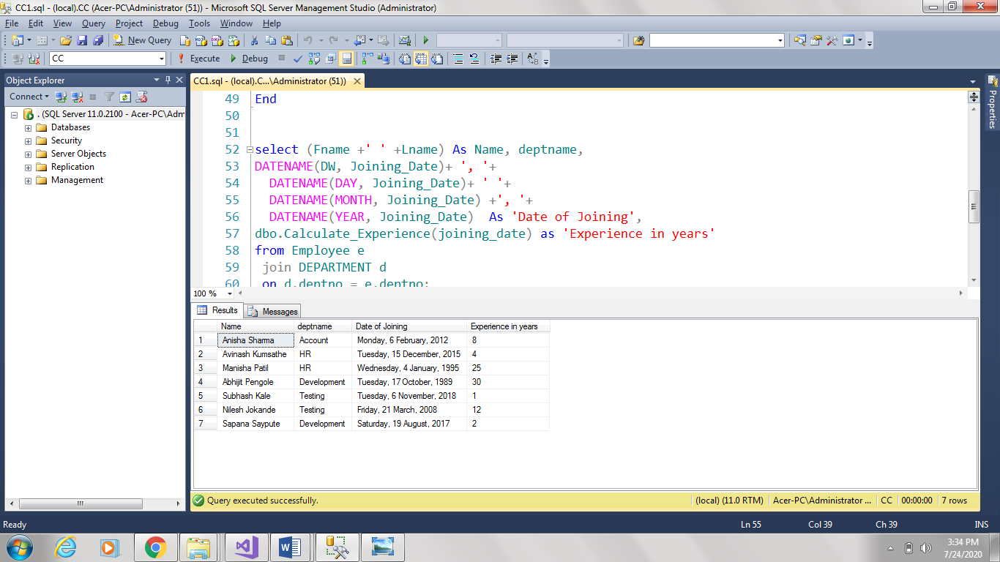 CC1.sql - (local).CC (Acer-PC\Administrator (51)) - Microsoft SQL Server Management Studio (Administrator)
File Edit View Query Project Debug Tools Window Help
New Query
CC Execute Debug
Object Explorer
Connect
. (SQL Server 11.0.2100 - Acer-PC\Adm
Databases
Security
Server Objects
Replication
Management
CC1.sql - (local).C...\Administrator (51))
49 End
50
51
52 select (Fname +' ' +Lname) As Name, deptname,
53 DATENAME(DW, Joining_Date)+ ', '+
54 DATENAME(DAY, Joining_Date)+ ' '+
55 DATENAME(MONTH, Joining_Date) +', '+
56 DATENAME(YEAR, Joining_Date) As 'Date of Joining',
57 dbo.Calculate_Experience(joining_date) as 'Experience in years'
58 from Employee e
59 join DEPARTMENT d
60 on d.deptno = e.deptno;
100 %
Results Messages
Name deptname Date of Joining Experience in years
1 Anisha Sharma Account Monday, 6 February, 2012 8
2 Avinash Kumsathe HR Tuesday, 15 December, 2015 4
3 Manisha Patil HR Wednesday, 4 January, 1995 25
4 Abhijit Pengole Development Tuesday, 17 October, 1989 30
5 Subhash Kale Testing Tuesday, 6 November, 2018 1
6 Nilesh Jokande Testing Friday, 21 March, 2008 12
7 Sapana Saypute Development Saturday, 19 August, 2017 2
Query executed successfully. (local) (11.0 RTM) Acer-PC\Administrator ... CC 00:00:00 7 rows
Properties
Ready Ln 55 Col 39 Ch 39 INS
3:34 PM
7/24/2020